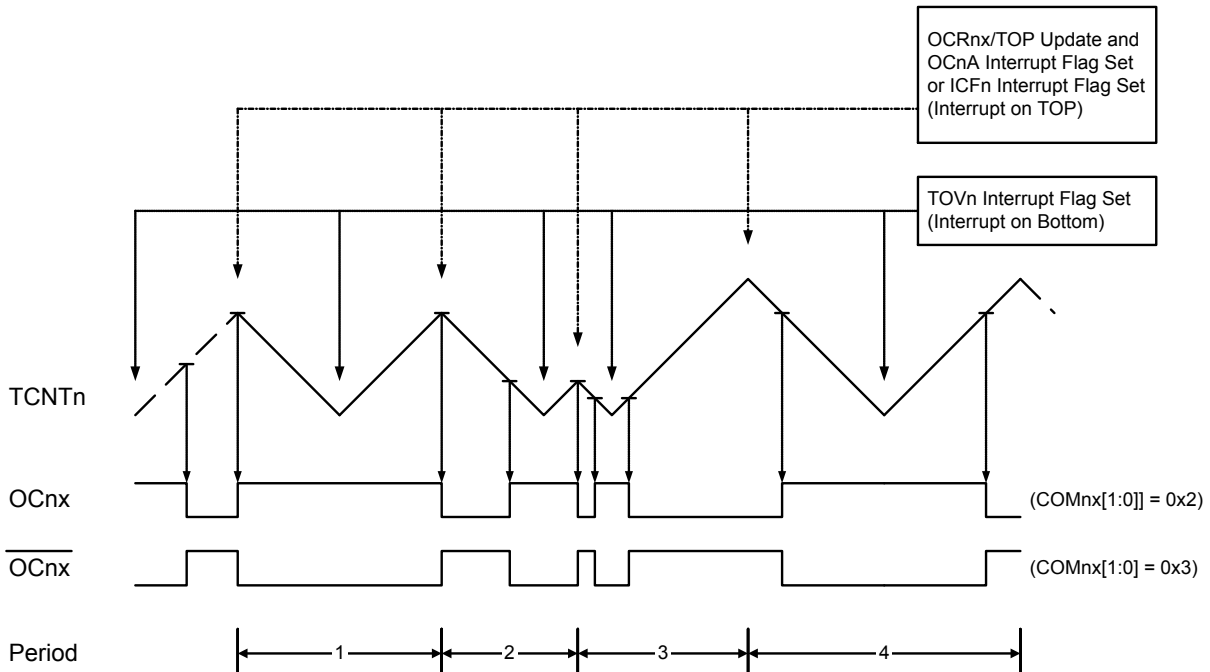 OCRnx/TOP Update and
OCnA Interrupt Flag Set
or ICFn Interrupt Flag Set
(Interrupt on TOP)
TOVn Interrupt Flag Set
(Interrupt on Bottom)
TCNTn
OCnx
(COMnx[1:0]] = 0x2)
OCnx
(COMnx[1:0] = 0x3)
Period
1
2
3
4